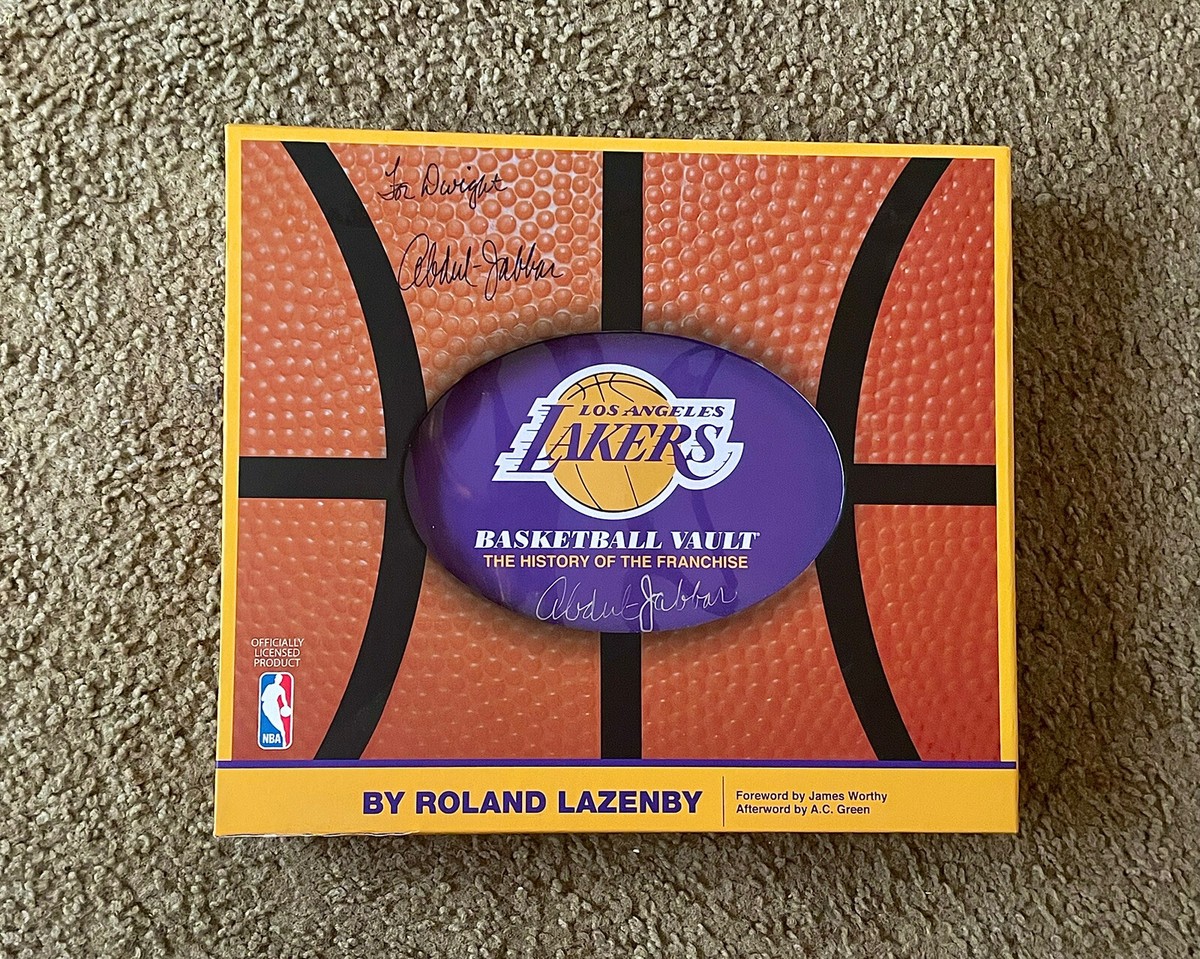 For Dwight
Abdul-Jabbar
LOS ANGELES
LAKERS
BASKETBALL VAULT
THE HISTORY OF THE FRANCHISE
Abdul-Jabbar
OFFICIALLY
LICENSED
PRODUCT
NBA
BY ROLAND LAZENBY
Foreword by James Worthy
Afterword by A.C. Green